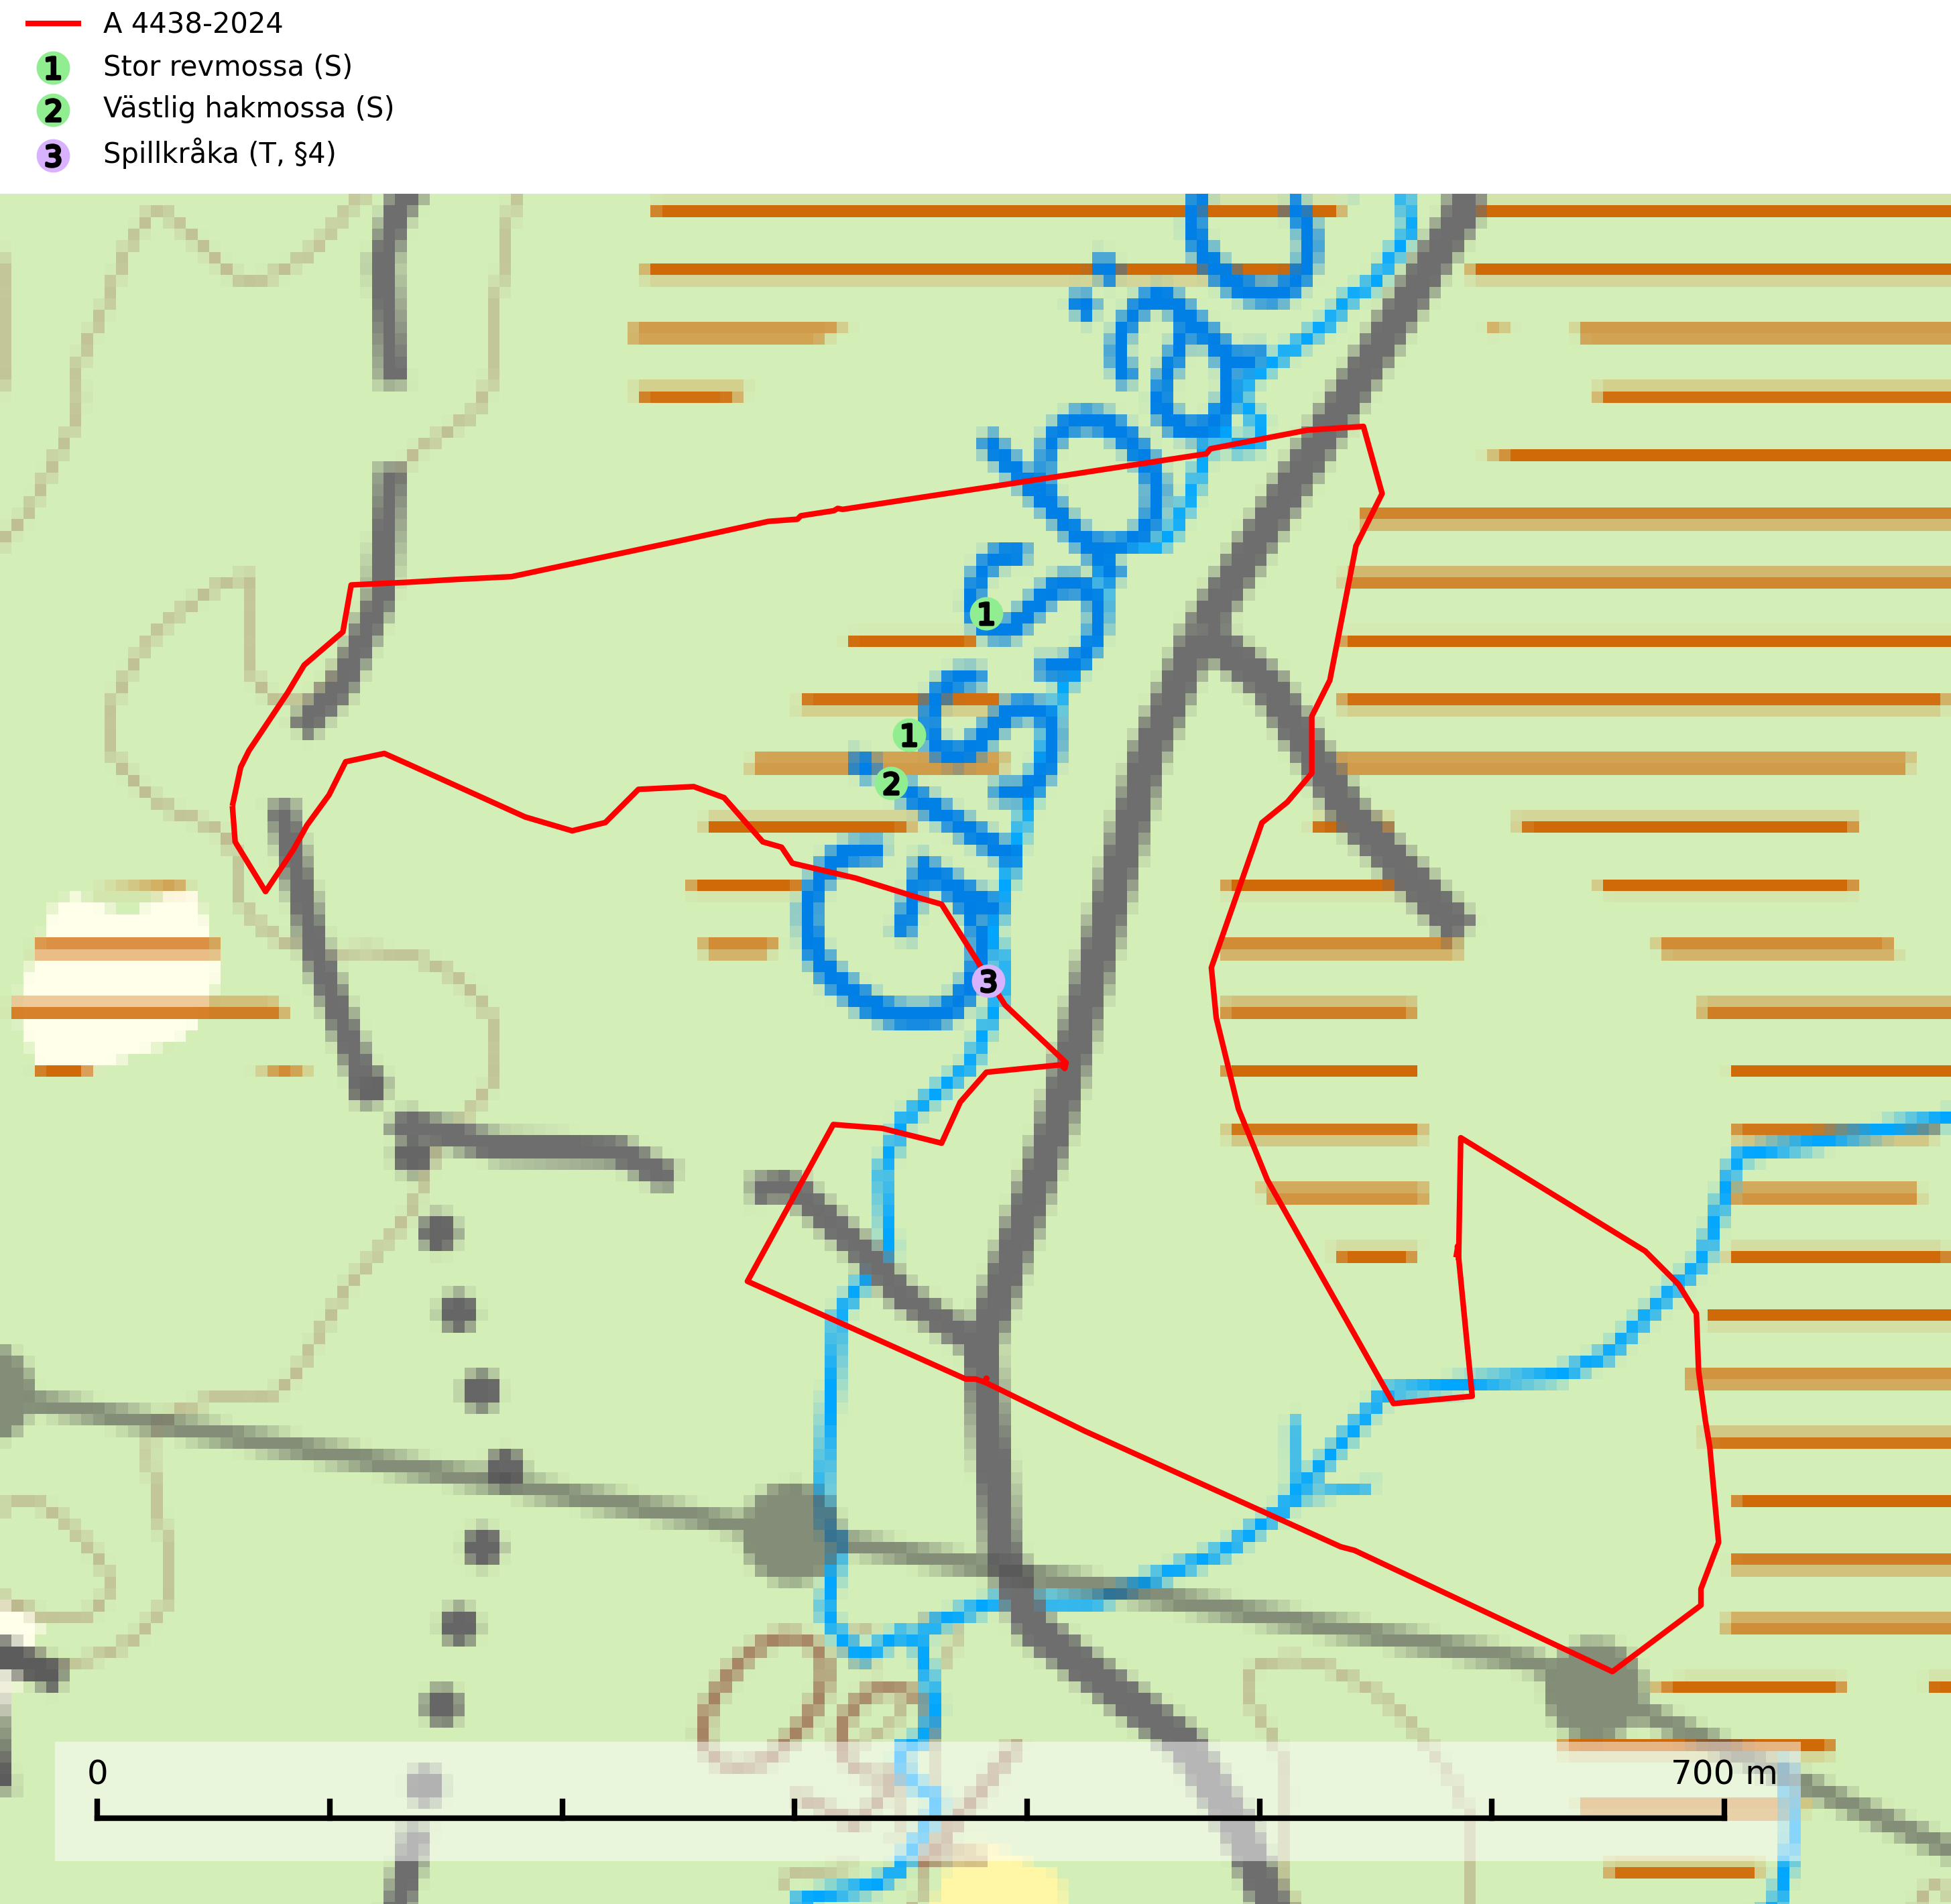 A 4438-2024
1 Stor revmossa (S)
2 Västlig hakmossa (S)
3 Spillkråka (T, §4)
1
1
2
3
0 700 m